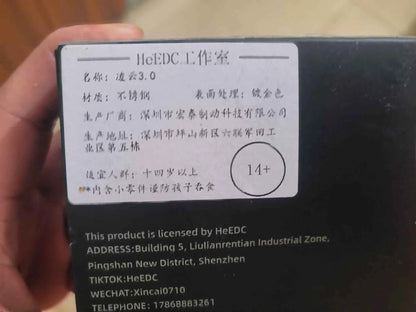 HeEDC工作室
名称：凌云3.0
材质：不锈钢 表面处理：镀金色
生产厂商：深圳市宏泰制动科技有限公司
生产地址：深圳市坪山新区六联军田工
业区第五栋
适宜人群：十四岁以上
内含小零件谨防孩子吞食
14+
This product is licensed by HeEDC
ADDRESS:Building 5, Liullanrentian Industrial Zone,
Pingshan New District, Shenzhen
TIKTOK:HeEDC
WECHAT:Xincai0710
TELEPHONE: 17868883261